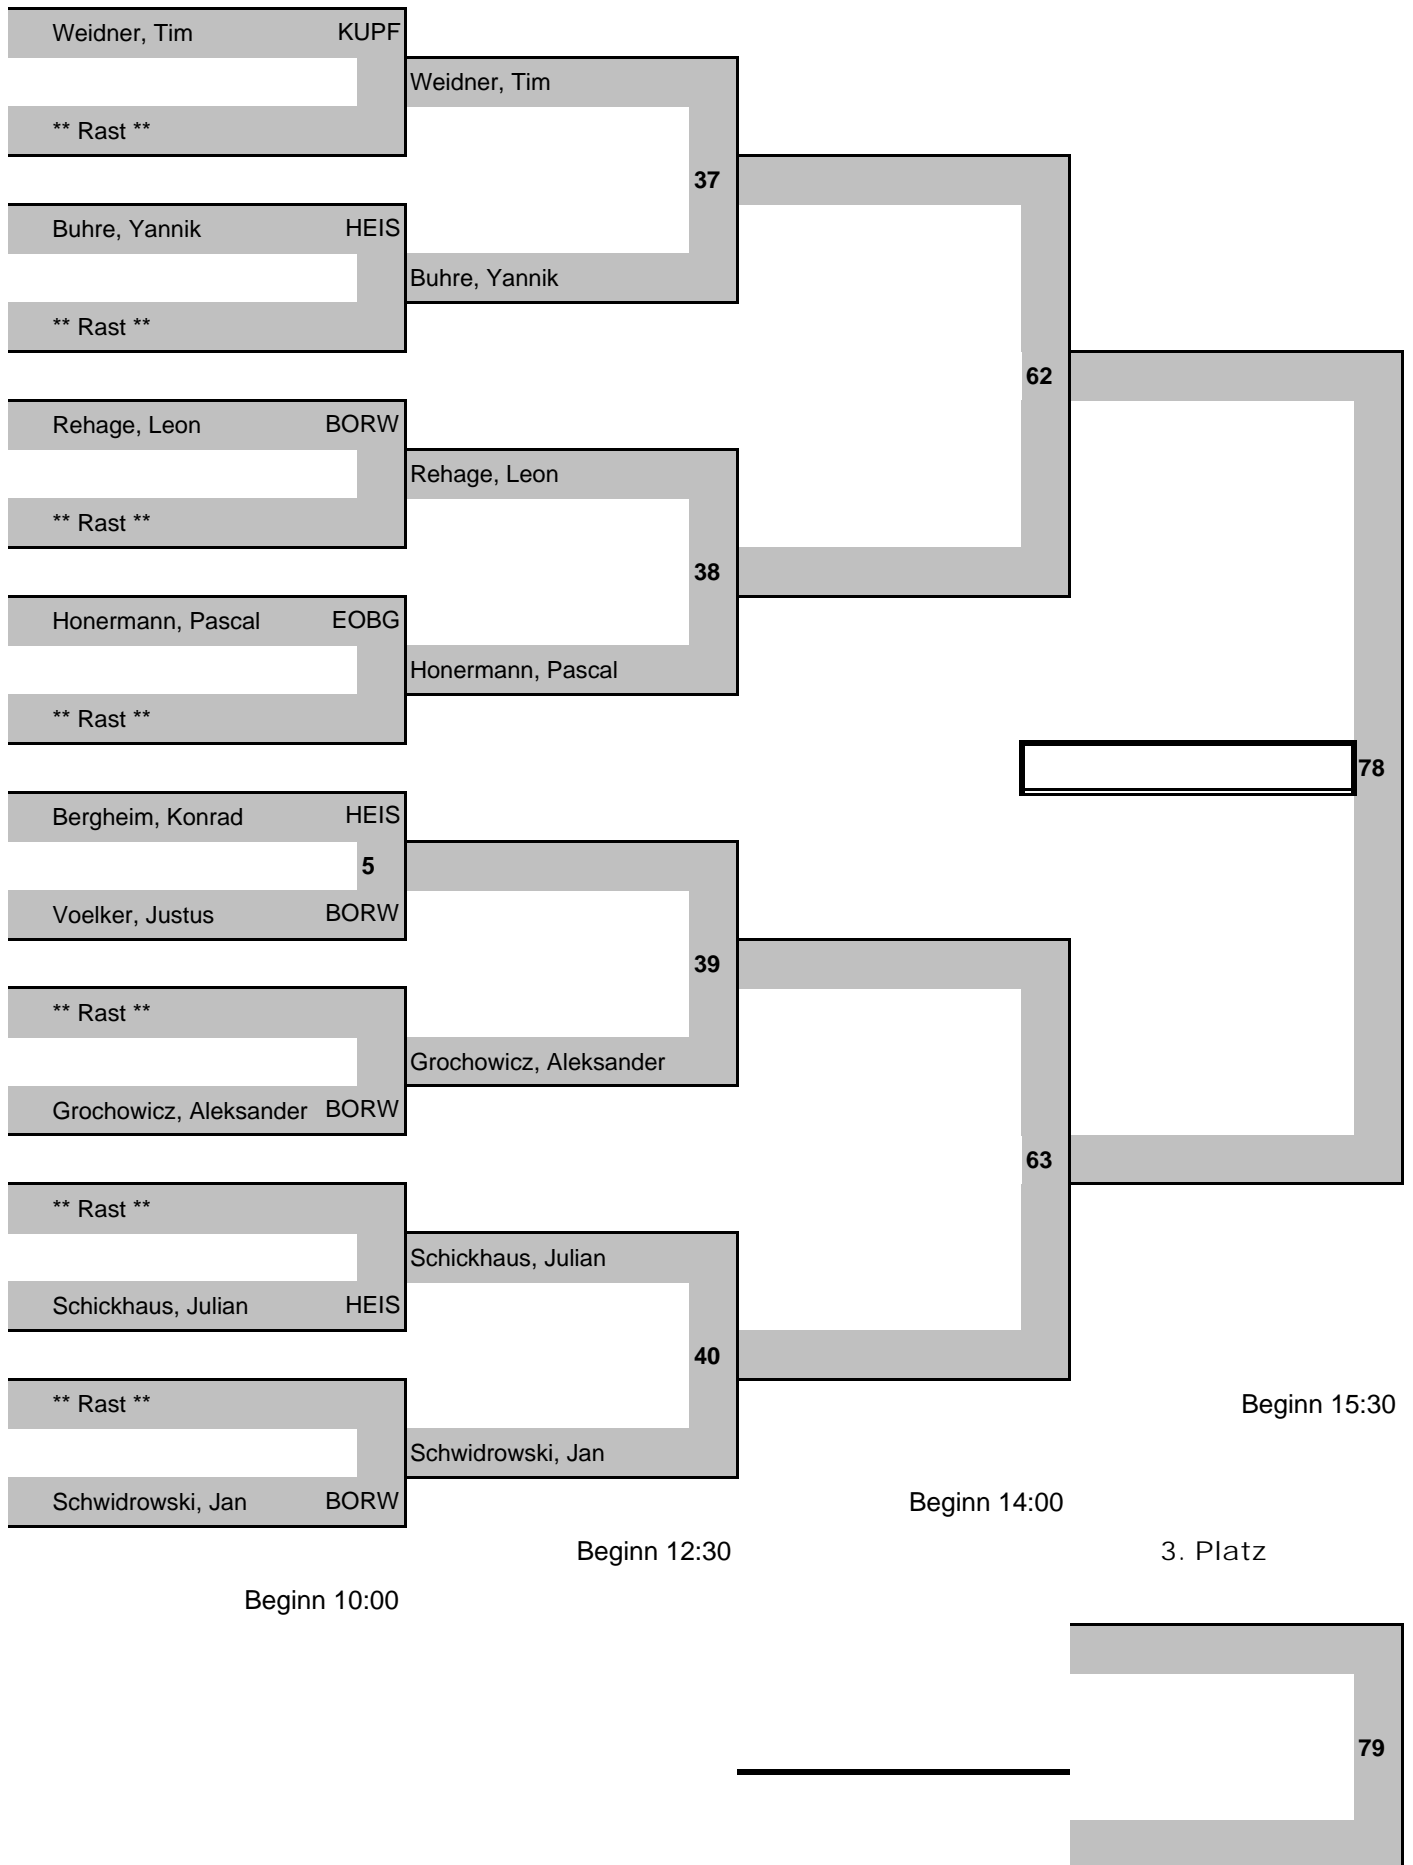 Weidner, Tim KUPF
Weidner, Tim
** Rast **
37
Buhre, Yannik HEIS
Buhre, Yannik
** Rast **
62
Rehage, Leon BORW
Rehage, Leon
** Rast **
38
Honermann, Pascal EOBG
Honermann, Pascal
** Rast **
78
Bergheim, Konrad HEIS
5
Voelker, Justus BORW
39
** Rast **
Grochowicz, Aleksander
Grochowicz, Aleksander BORW
63
** Rast **
Schickhaus, Julian
Schickhaus, Julian HEIS
40
** Rast **
Beginn 15:30
Schwidrowski, Jan
Schwidrowski, Jan BORW
Beginn 14:00
Beginn 12:30
3. Platz
Beginn 10:00
79